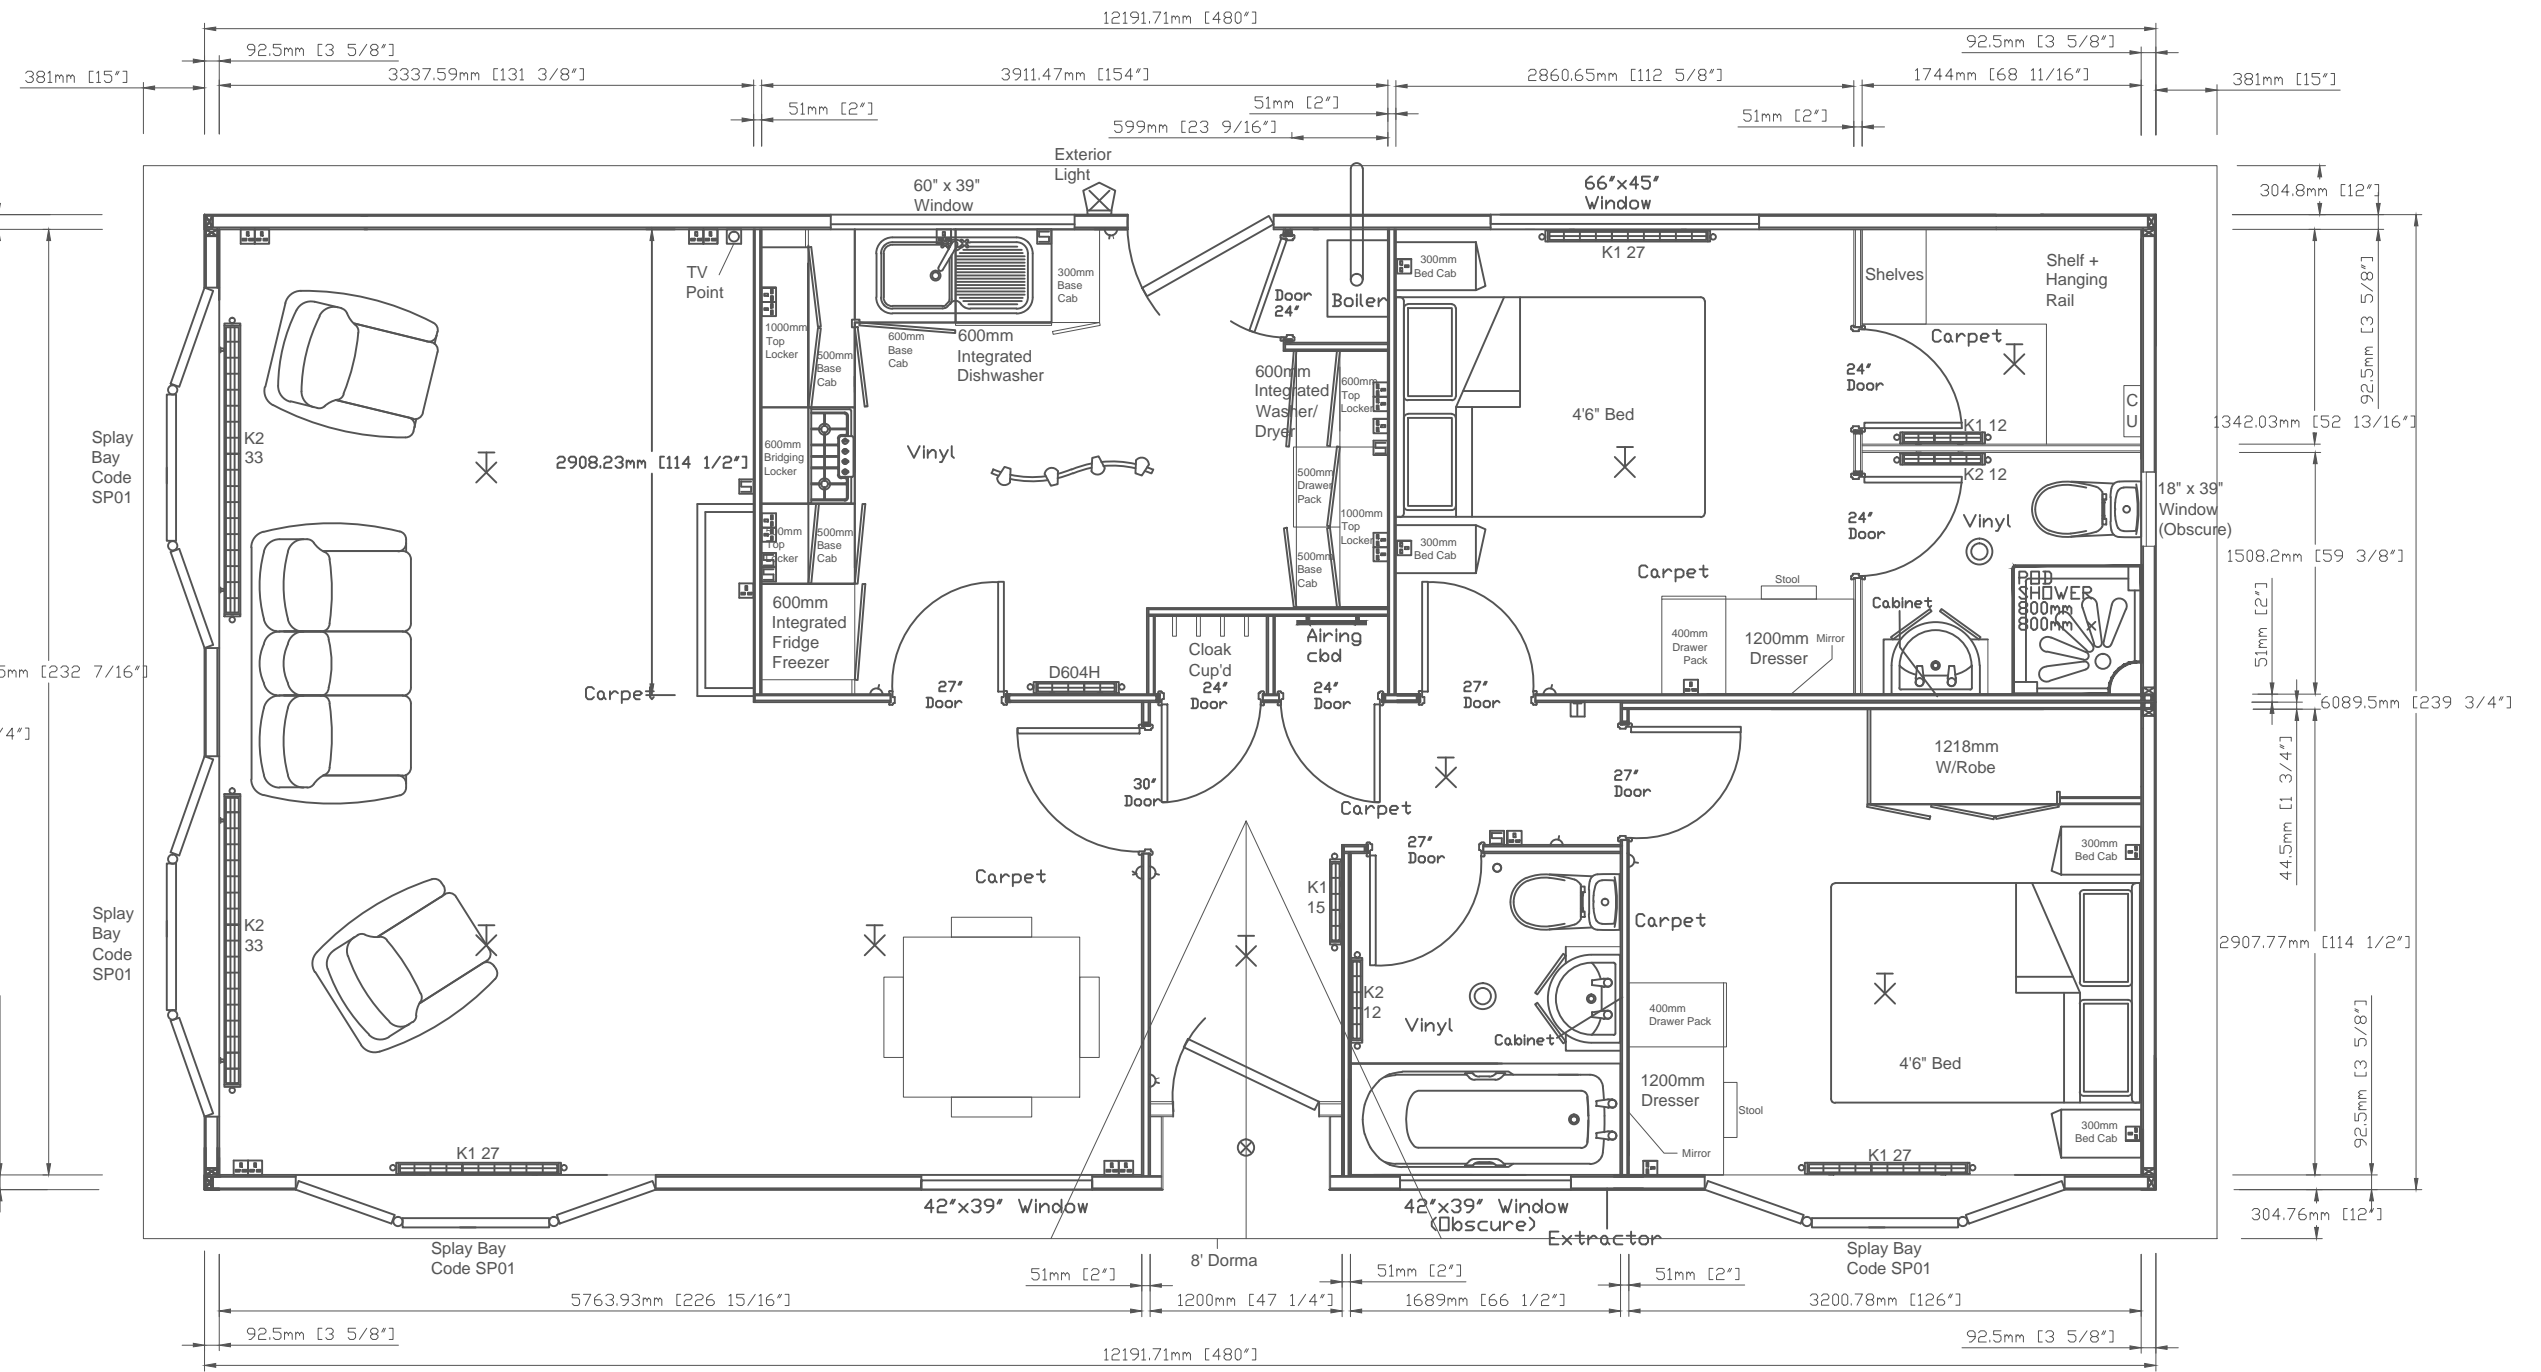 12191.71mm [480"]
92.5mm [3 5/8"]
92.5mm [3 5/8"]
381mm [15"]
3337.59mm [131 3/8"]
3911.47mm [154"]
2860.65mm [112 5/8"]
1744mm [68 11/16"]
381mm [15"]
51mm [2"]
51mm [2"]
51mm [2"]
599mm [23 9/16"]
Exterior
Light
60" x 39"
Window
66"x45"
Window
304.8mm [12"]
TV
Point
300mm
Base
Cab
Door
24"
Boiler
300mm
Bed Cab
K1 27
Shelves
Shelf +
Hanging
Rail
92.5mm [3 5/8"]
1000mm
Top
Locker
500mm
Base
Cab
600mm
Base
Cab
600mm
Integrated
Dishwasher
600mm
Integrated
Washer/
Dryer
600mm
Top
Locker
Carpet
24"
Door
4'6" Bed
C
U
1342.03mm [52 13/16"]
Splay
Bay
Code
SP01
K2
33
2908.23mm [114 1/2"]
600mm
Bridging
Locker
Vinyl
500mm
Drawer
Pack
K1 12
K2 12
18" x 39"
Window
(Obscure)
24"
Door
Vinyl
1000mm
Top
Locker
500mm
Top
Locker
500mm
Base
Cab
500mm
Base
Cab
300mm
Bed Cab
1508.2mm [59 3/8"]
Carpet
Stool
POD
SHOWER
800mm
800mm x
Cabinet
51mm [2"]
600mm
Integrated
Fridge
Freezer
Cloak
Cup'd
Airing
cbd
400mm
Drawer
Pack
1200mm
Dresser
Mirror
mm [232 7/16"]
D604H
Carpet
27"
Door
24"
Door
24"
Door
27"
Door
6089.5mm [239 3/4"]
/4"]
1218mm
W/Robe
30"
Door
27"
Door
44.5mm [1 3/4"]
Carpet
27"
Door
300mm
Bed Cab
Carpet
K1
15
Splay
Bay
Code
SP01
K2
33
Carpet
2907.77mm [114 1/2"]
K2
12
Vinyl
400mm
Drawer Pack
Cabinet
4'6" Bed
92.5mm [3 5/8"]
1200mm
Dresser
Stool
300mm
Bed Cab
Mirror
K1 27
K1 27
42"x39" Window
42"x39" Window
(Obscure)
304.76mm [12"]
Extractor
Splay Bay
Code SP01
8' Dorma
Splay Bay
Code SP01
51mm [2"]
51mm [2"]
51mm [2"]
5763.93mm [226 15/16"]
1200mm [47 1/4"]
1689mm [66 1/2"]
3200.78mm [126"]
92.5mm [3 5/8"]
92.5mm [3 5/8"]
12191.71mm [480"]